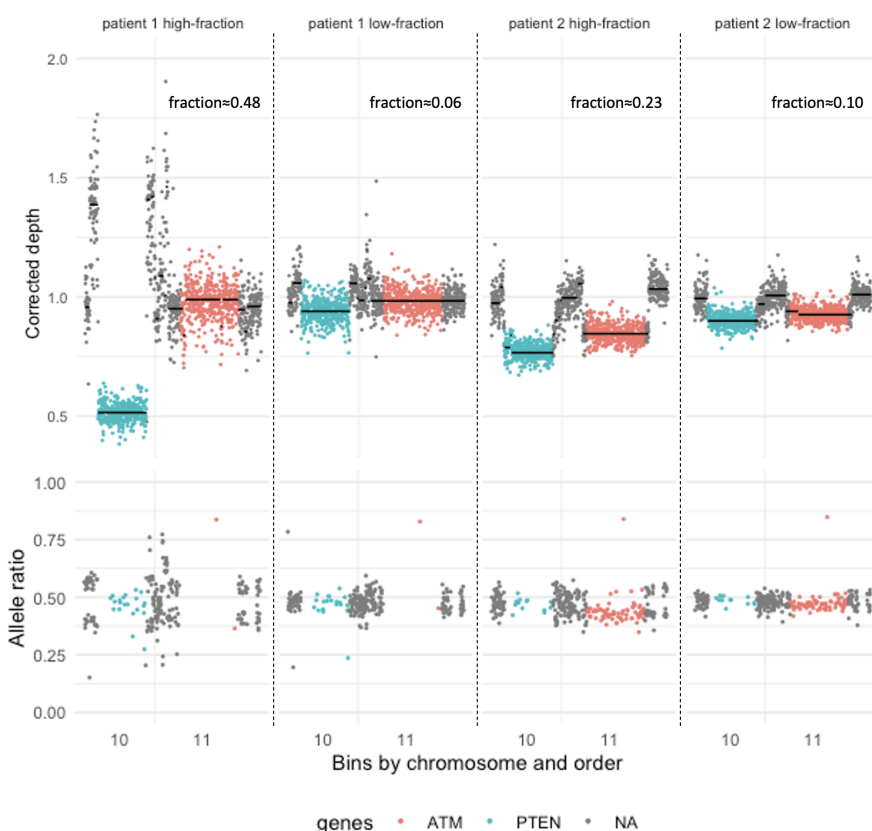 patient 1 high-fraction patient 1 low-fraction patient 2 high-fraction patient 2 low-fraction
2.0
fraction≈0.48 fraction≈0.06 fraction≈0.23 fraction≈0.10
1.5
Corrected depth
1.0
0.5
1.00
0.75
Allele ratio
0.50
0.25
0.00
10 11 10 11 10 11 10 11
Bins by chromosome and order
genes ATM PTEN NA